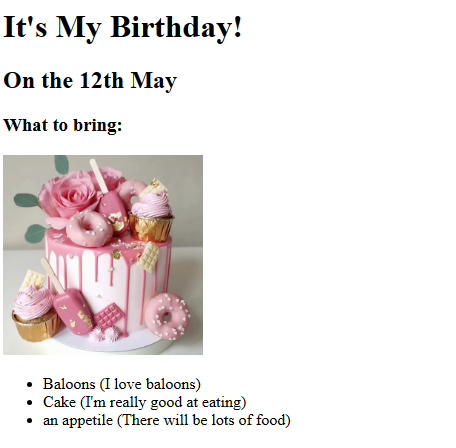 It's My Birthday!
On the 12th May
What to bring:
Baloons (I love baloons)
Cake (I'm really good at eating)
an appetile (There will be lots of food)